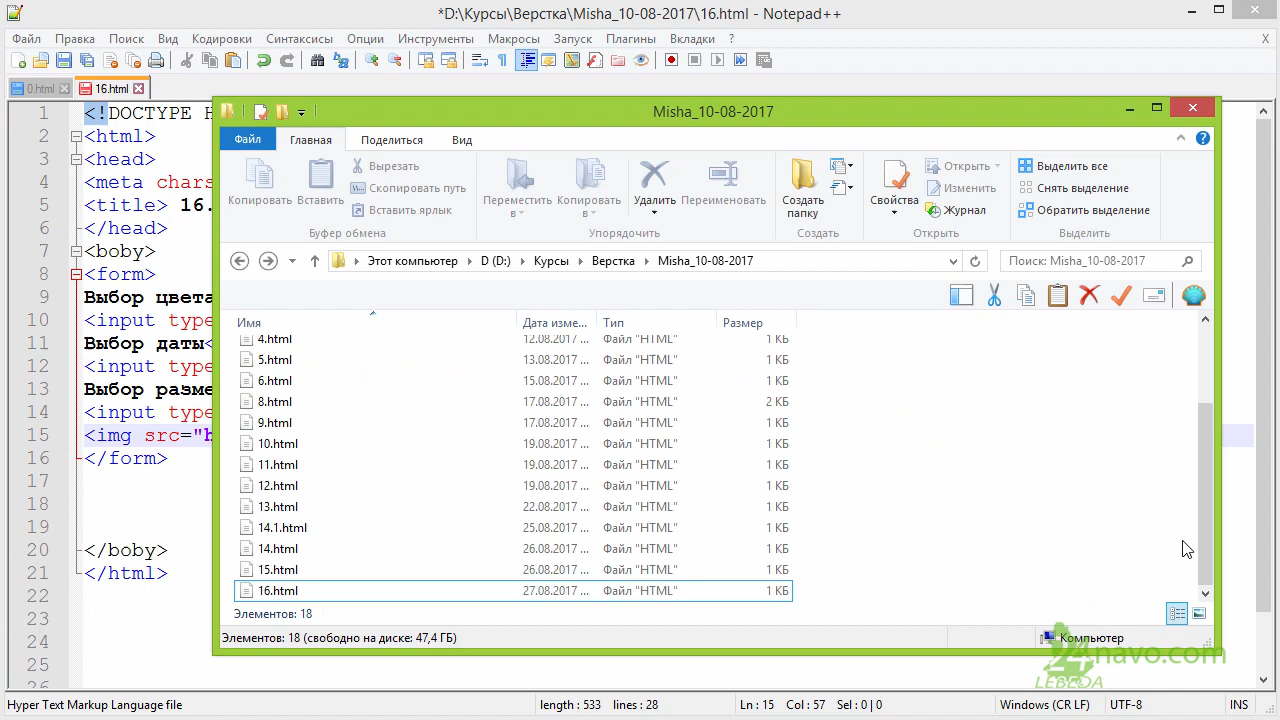 *D:\Курсы\Верстка\Misha_10-08-2017\16.html - Notepad++
Файл Правка Поиск Вид Кодировки Синтаксисы Опции Инструменты Макросы Запуск Плагины Вкладки ? X
0.html 16.html
1 <!DOCTYPE H
2 <html>
3 <head>
4 <meta chars
5 <title> 16.
6 </head>
7 <boby>
8 <form>
9 Выбор цвета
10 <input type
11 Выбор даты<
12 <input type
13 Выбор разме
14 <input type
15 <img src="h
16 </form>
17
18
19
20 </boby>
21 </html>
22
23
24
25
26
Misha_10-08-2017
Файл Главная Поделиться Вид
Копировать Вставить Вырезать
Скопировать путь
Вставить ярлык
Буфер обмена
Переместить в Копировать в Удалить Переименовать
Упорядочить
Создать папку
Создать
Свойства Открыть
Изменить
Журнал
Открыть
Выделить все
Снять выделение
Обратить выделение
Выделить
Этот компьютер D (D:) Курсы Верстка Misha_10-08-2017 Поиск: Misha_10-08-2017
Имя Дата изме... Тип Размер
4.html 12.08.2017 ... Файл "HTML" 1 КБ
5.html 13.08.2017 ... Файл "HTML" 1 КБ
6.html 15.08.2017 ... Файл "HTML" 1 КБ
8.html 17.08.2017 ... Файл "HTML" 2 КБ
9.html 17.08.2017 ... Файл "HTML" 1 КБ
10.html 19.08.2017 ... Файл "HTML" 1 КБ
11.html 19.08.2017 ... Файл "HTML" 1 КБ
12.html 19.08.2017 ... Файл "HTML" 1 КБ
13.html 22.08.2017 ... Файл "HTML" 1 КБ
14.1.html 25.08.2017 ... Файл "HTML" 1 КБ
14.html 26.08.2017 ... Файл "HTML" 1 КБ
15.html 26.08.2017 ... Файл "HTML" 1 КБ
16.html 27.08.2017 ... Файл "HTML" 1 КБ
Элементов: 18
Элементов: 18 (свободно на диске: 47,4 ГБ) Компьютер
24navo.com
LEBEDA
Hyper Text Markup Language file length : 533 lines : 28 Ln : 15 Col : 57 Sel : 0 | 0 Windows (CR LF) UTF-8 INS